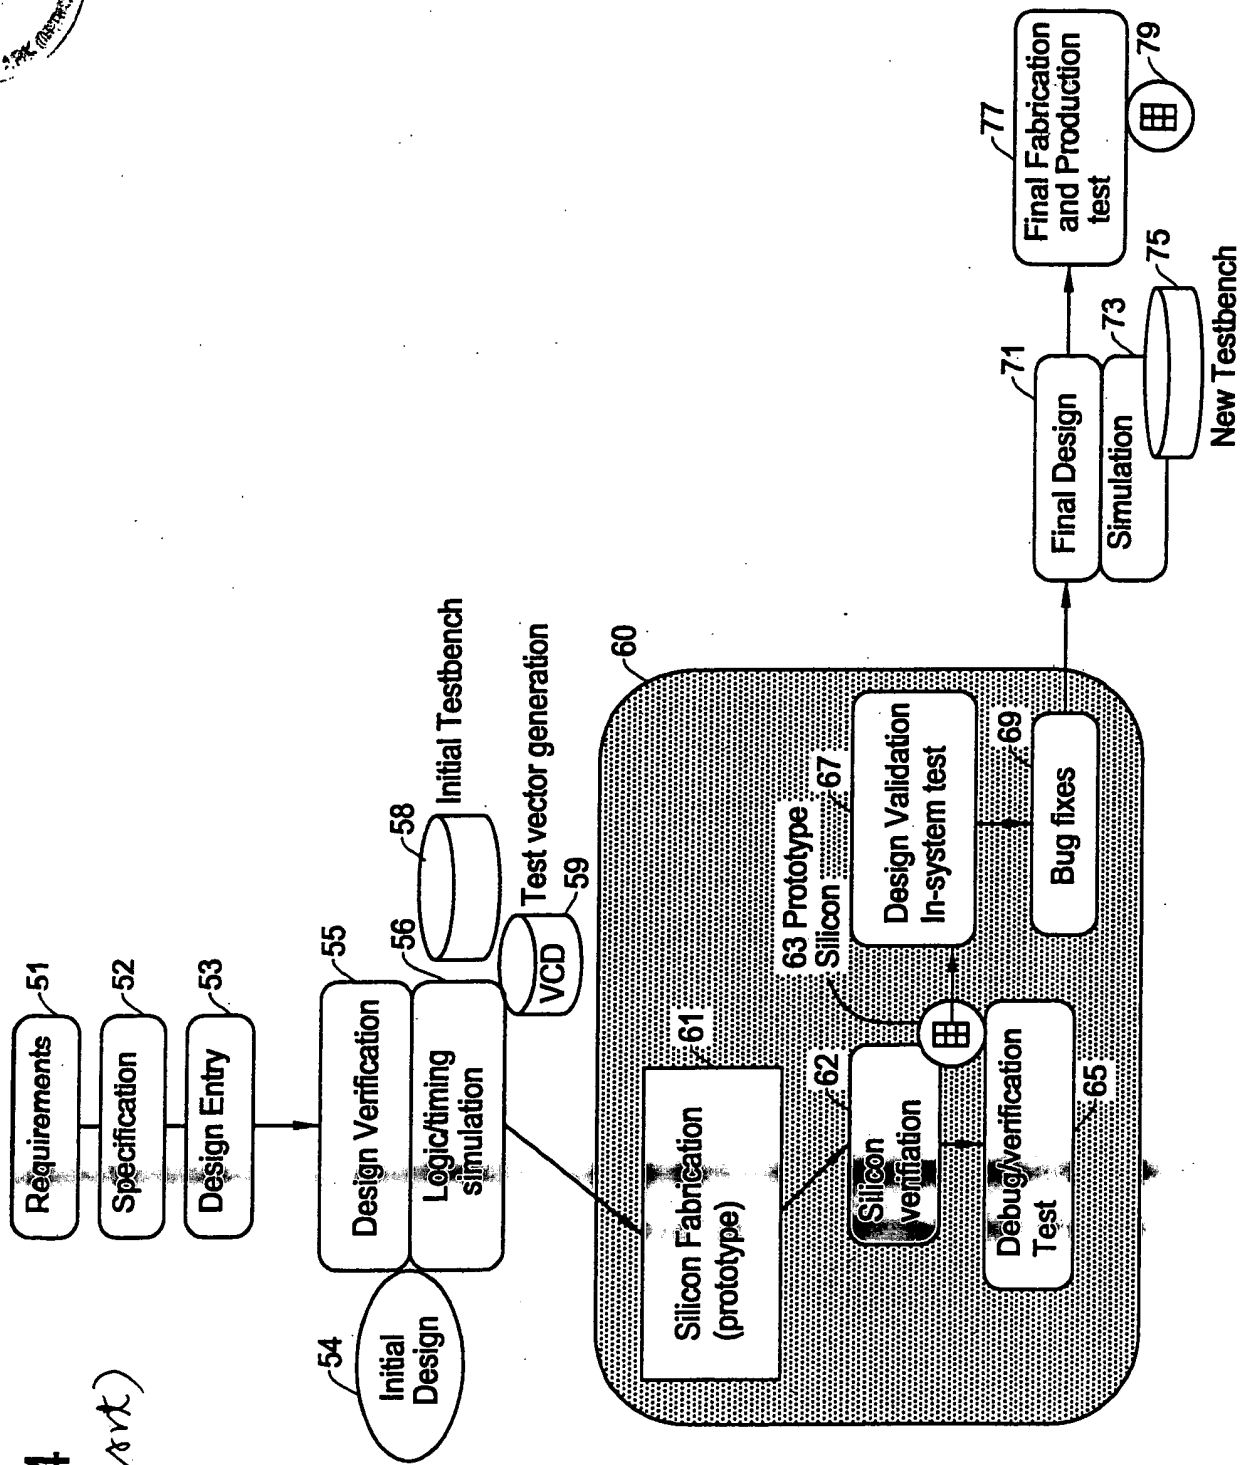 51
Requirements
52
Specification
53
Design Entry
54
Initial
Design
55
Design Verification
56
Logic/timing
simulation
58
Initial Testbench
Test vector generation
59
VCD
60
61
Silicon Fabrication
(prototype)
62
Silicon
verifiation
63 Prototype
Silicon
65
Debug/verification
Test
67
Design Validation
In-system test
69
Bug fixes
71
Final Design
73
Simulation
75
New Testbench
77
Final Fabrication
and Production
test
79